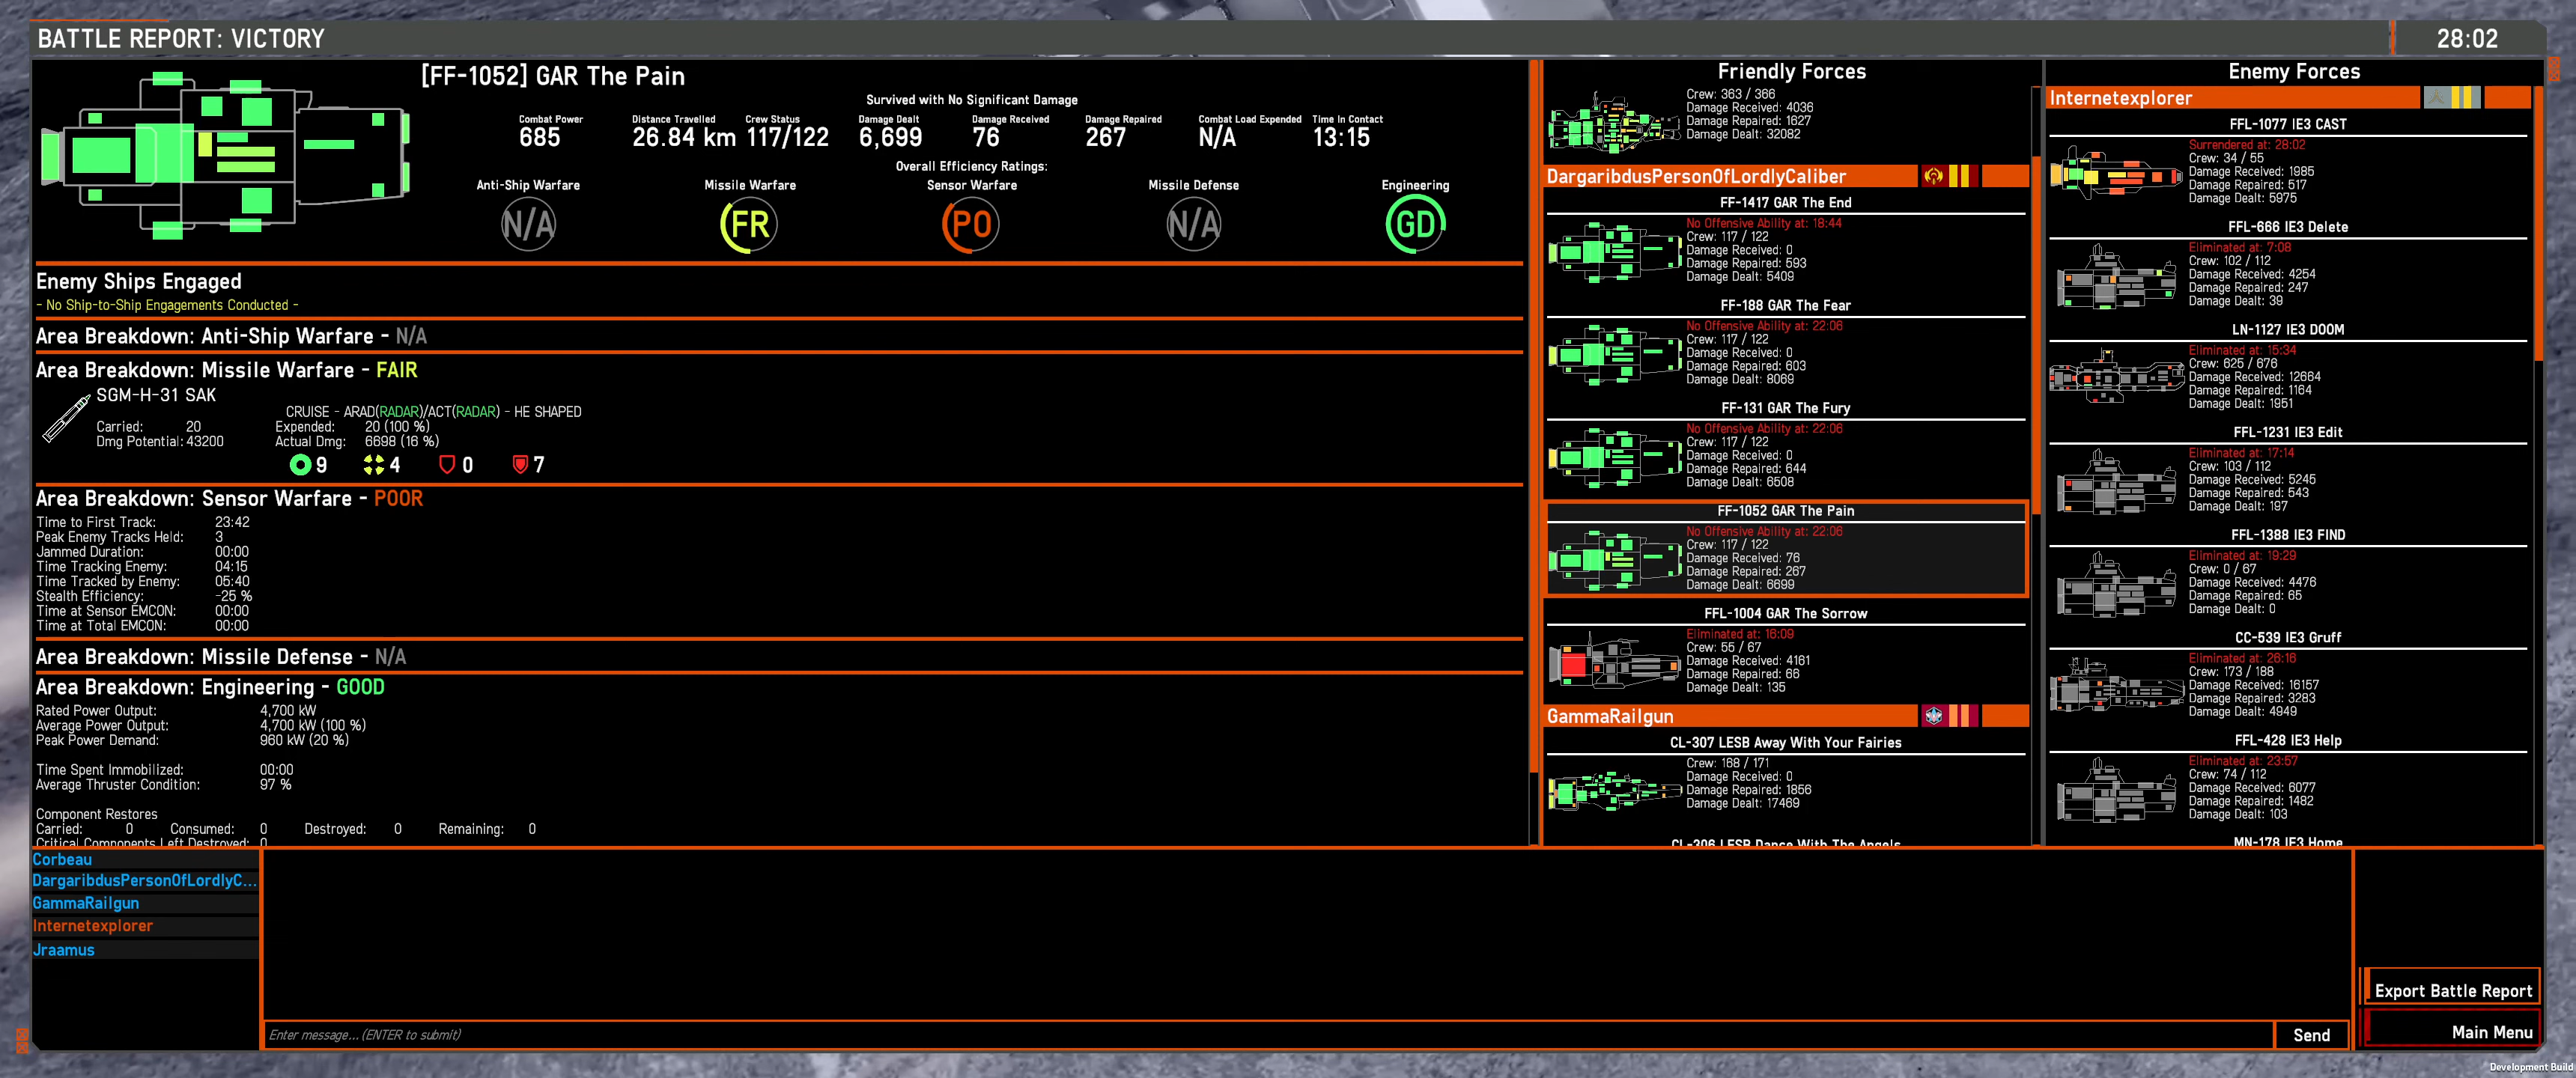 BATTLE REPORT: VICTORY
28:02
[FF-1052] GAR The Pain
Survived with No Significant Damage
Combat Power
Distance Travelled
Crew Status
Damage Dealt
Damage Received
Damage Repaired
Combat Load Expended
Time In Contact
685
26.84 km
117/122
6,699
76
267
N/A
13:15
Overall Efficiency Ratings:
Anti-Ship Warfare
Missile Warfare
Sensor Warfare
Missile Defense
Engineering
N/A
FR
PO
N/A
GD
Enemy Ships Engaged
- No Ship-to-Ship Engagements Conducted -
Area Breakdown: Anti-Ship Warfare - N/A
Area Breakdown: Missile Warfare - FAIR
SGM-H-31 SAK
CRUISE - ARAD(RADAR)/ACT(RADAR) - HE SHAPED
Carried: 20 Expended: 20 (100 %)
Dmg Potential: 43200 Actual Dmg: 6698 (16 %)
9 4 0 7
Area Breakdown: Sensor Warfare - POOR
Time to First Track: 23:42
Peak Enemy Tracks Held: 3
Jammed Duration: 00:00
Time Tracking Enemy: 04:15
Time Tracked by Enemy: 05:40
Stealth Efficiency: -25 %
Time at Sensor EMCON: 00:00
Time at Total EMCON: 00:00
Area Breakdown: Missile Defense - N/A
Area Breakdown: Engineering - GOOD
Rated Power Output: 4,700 kW
Average Power Output: 4,700 kW (100 %)
Peak Power Demand: 960 kW (20 %)
Time Spent Immobilized: 00:00
Average Thruster Condition: 97 %
Component Restores
Carried: 0 Consumed: 0 Destroyed: 0 Remaining: 0
Critical Components Left Destroyed: 0
Friendly Forces
Crew: 363 / 366
Damage Received: 4036
Damage Repaired: 1627
Damage Dealt: 32082
DargaribdusPersonOfLordlyCaliber
FF-1417 GAR The End
No Offensive Ability at: 18:44
Crew: 117 / 122
Damage Received: 0
Damage Repaired: 593
Damage Dealt: 5409
FF-188 GAR The Fear
No Offensive Ability at: 22:06
Crew: 117 / 122
Damage Received: 0
Damage Repaired: 603
Damage Dealt: 8069
FF-131 GAR The Fury
No Offensive Ability at: 22:06
Crew: 117 / 122
Damage Received: 0
Damage Repaired: 644
Damage Dealt: 6508
FF-1052 GAR The Pain
No Offensive Ability at: 22:06
Crew: 117 / 122
Damage Received: 76
Damage Repaired: 267
Damage Dealt: 6699
FFL-1004 GAR The Sorrow
Eliminated at: 16:09
Crew: 55 / 67
Damage Received: 4161
Damage Repaired: 66
Damage Dealt: 135
GammaRailgun
CL-307 LESB Away With Your Fairies
Crew: 168 / 171
Damage Received: 0
Damage Repaired: 1856
Damage Dealt: 17469
CL-306 LESB Dance With The Angels
Enemy Forces
Internetexplorer
FFL-1077 IE3 CAST
Surrendered at: 28:02
Crew: 34 / 55
Damage Received: 1985
Damage Repaired: 517
Damage Dealt: 5975
FFL-666 IE3 Delete
Eliminated at: 7:08
Crew: 102 / 112
Damage Received: 4254
Damage Repaired: 247
Damage Dealt: 39
LN-1127 IE3 DOOM
Eliminated at: 15:34
Crew: 625 / 676
Damage Received: 12664
Damage Repaired: 1164
Damage Dealt: 1951
FFL-1231 IE3 Edit
Eliminated at: 17:14
Crew: 103 / 112
Damage Received: 5245
Damage Repaired: 543
Damage Dealt: 197
FFL-1388 IE3 FIND
Eliminated at: 19:29
Crew: 0 / 67
Damage Received: 4476
Damage Repaired: 65
Damage Dealt: 0
CC-539 IE3 Gruff
Eliminated at: 26:16
Crew: 173 / 188
Damage Received: 16157
Damage Repaired: 3283
Damage Dealt: 4949
FFL-428 IE3 Help
Eliminated at: 23:57
Crew: 74 / 112
Damage Received: 6077
Damage Repaired: 1482
Damage Dealt: 103
MN-178 IE3 Home
Corbeau
DargaribdusPersonOfLordlyC...
GammaRailgun
Internetexplorer
Jraamus
Enter message... (ENTER to submit)
Send
Export Battle Report
Main Menu
Development Build